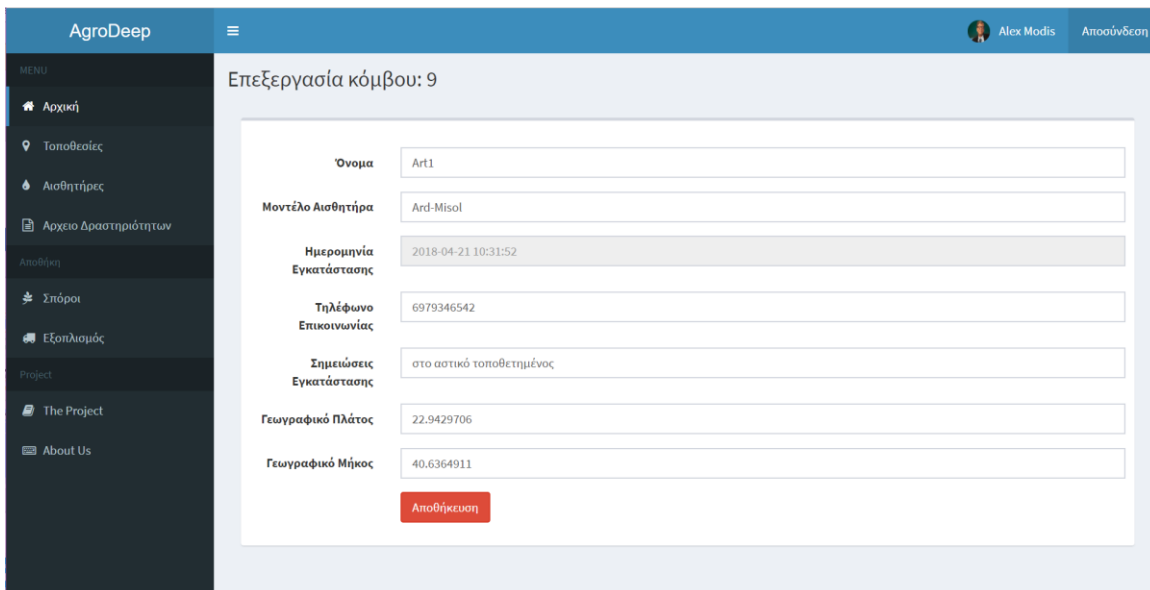 AgroDeep
Alex Modis
Αποσύνδεση
MENU
Αρχική
Τοποθεσίες
Αισθητήρες
Αρχειο Δραστηριότητων
Αποθήκη
Σπόροι
Εξοπλισμός
Project
The Project
About Us
Επεξεργασία κόμβου: 9
Όνομα
Art1
Μοντέλο Αισθητήρα
Ard-Misol
Ημερομηνία
Εγκατάστασης
2018-04-21 10:31:52
Τηλέφωνο
Επικοινωνίας
6979346542
Σημειώσεις
Εγκατάστασης
στο αστικό τοποθετημένος
Γεωγραφικό Πλάτος
22.9429706
Γεωγραφικό Μήκος
40.6364911
Αποθήκευση